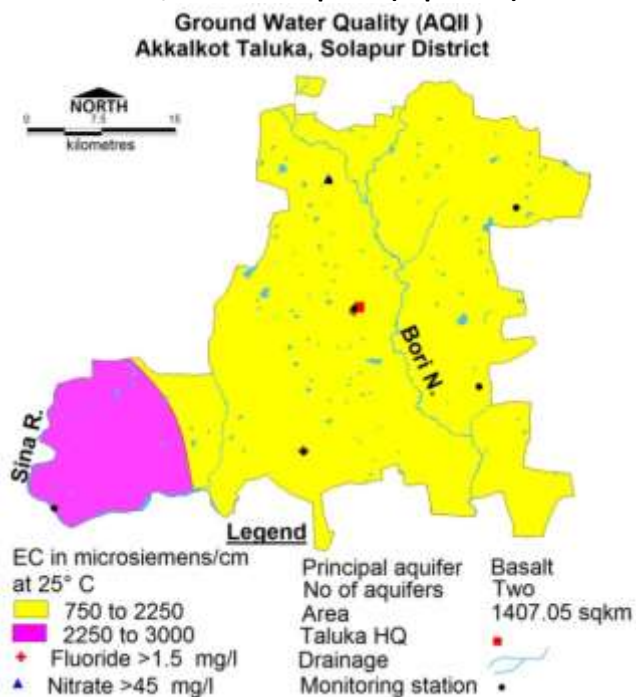 Ground Water Quality (AQII )
Akkalkot Taluka, Solapur District
NORTH
0 7.5 15
kilometres
Bori N.
Sina R.
Legend
EC in microsiemens/cm
at 25° C
750 to 2250
2250 to 3000
Fluoride >1.5 mg/l
Nitrate >45 mg/l
Principal aquifer Basalt
No of aquifers Two
Area 1407.05 sqkm
Taluka HQ
Drainage
Monitoring station